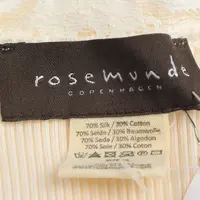 rosemunde
COPENHAGEN
70% Silk / 30% Cotton
70% Seide / 30% Baumwolle
70% Seda / 30% Algodon
70% Soie / 30% Coton